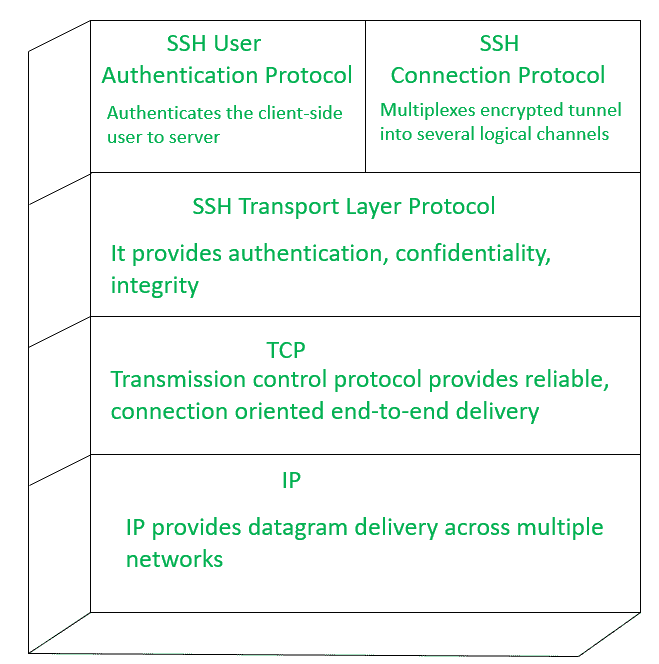 SSH User
Authentication Protocol
Authenticates the client-side
user to server
SSH
Connection Protocol
Multiplexes encrypted tunnel
into several logical channels
SSH Transport Layer Protocol
It provides authentication, confidentiality,
integrity
TCP
Transmission control protocol provides reliable,
connection oriented end-to-end delivery
IP
IP provides datagram delivery across multiple
networks